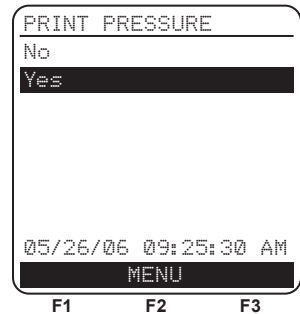 PRINT PRESSURE
No
Yes
05/26/06 09:25:30 AM
MENU
F1 F2 F3